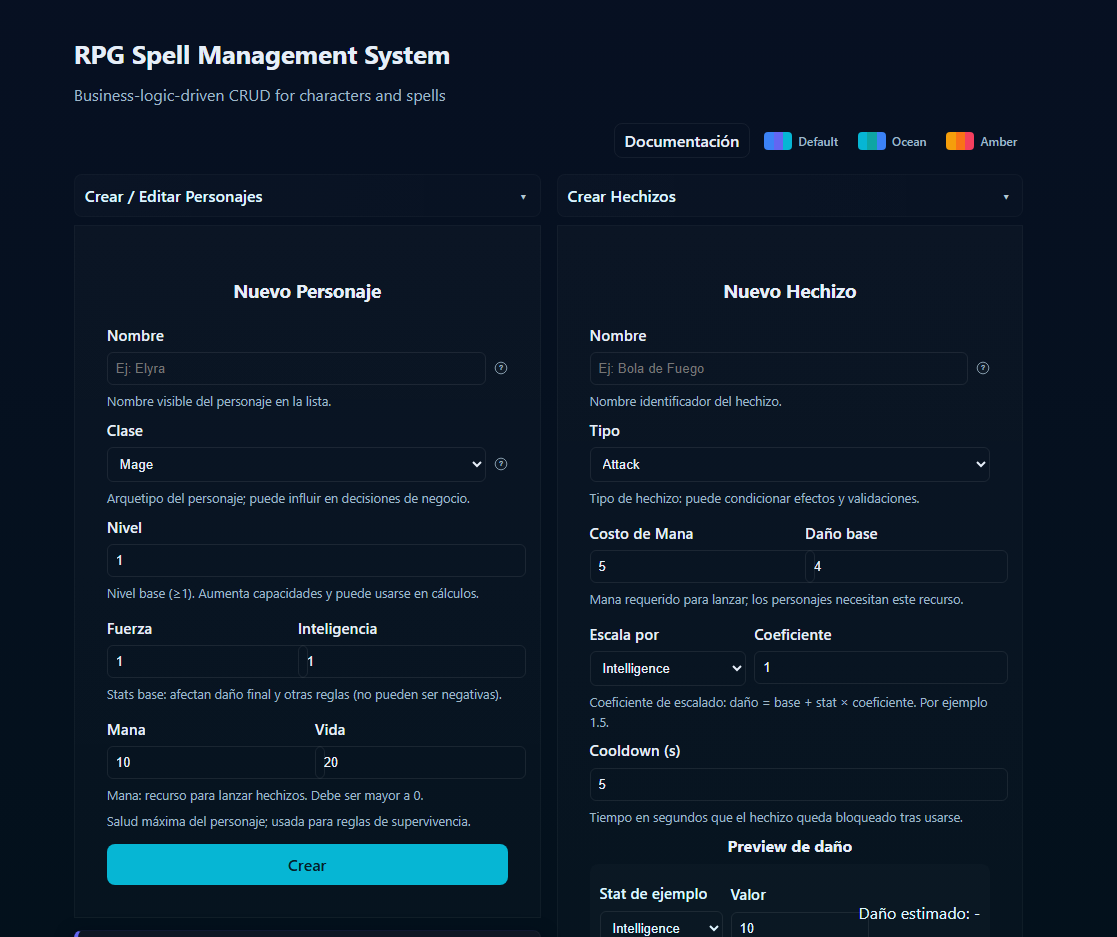 RPG Spell Management System
Business-logic-driven CRUD for characters and spells
Documentación Default Ocean Amber
Crear / Editar Personajes
Nuevo Personaje
Nombre
Ej: Elyra
Nombre visible del personaje en la lista.
Clase
Mage
Arquetipo del personaje; puede influir en decisiones de negocio.
Nivel
1
Nivel base (≥1). Aumenta capacidades y puede usarse en cálculos.
Fuerza Inteligencia
1 1
Stats base: afectan daño final y otras reglas (no pueden ser negativas).
Mana Vida
10 20
Mana: recurso para lanzar hechizos. Debe ser mayor a 0.
Salud máxima del personaje; usada para reglas de supervivencia.
Crear
Crear Hechizos
Nuevo Hechizo
Nombre
Ej: Bola de Fuego
Nombre identificador del hechizo.
Tipo
Attack
Tipo de hechizo: puede condicionar efectos y validaciones.
Costo de Mana Daño base
5 4
Mana requerido para lanzar; los personajes necesitan este recurso.
Escala por Coeficiente
Intelligence 1
Coeficiente de escalado: daño = base + stat × coeficiente. Por ejemplo
1.5.
Cooldown (s)
5
Tiempo en segundos que el hechizo queda bloqueado tras usarse.
Preview de daño
Stat de ejemplo Valor
Intelligence 10 Daño estimado: -